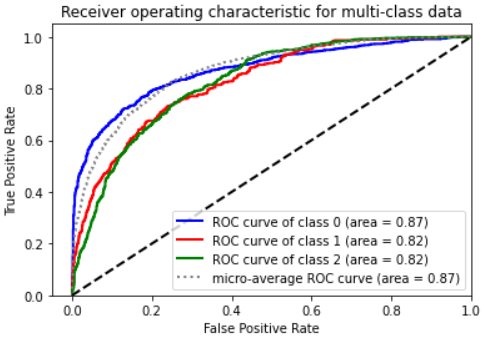 Receiver operating characteristic for multi-class data
1.0
0.8
0.6
0.4
0.2
0.0
True Positive Rate
ROC curve of class 0 (area = 0.87)
ROC curve of class 1 (area = 0.82)
ROC curve of class 2 (area = 0.82)
micro-average ROC curve (area = 0.87)
0.0 0.2 0.4 0.6 0.8 1.0
False Positive Rate